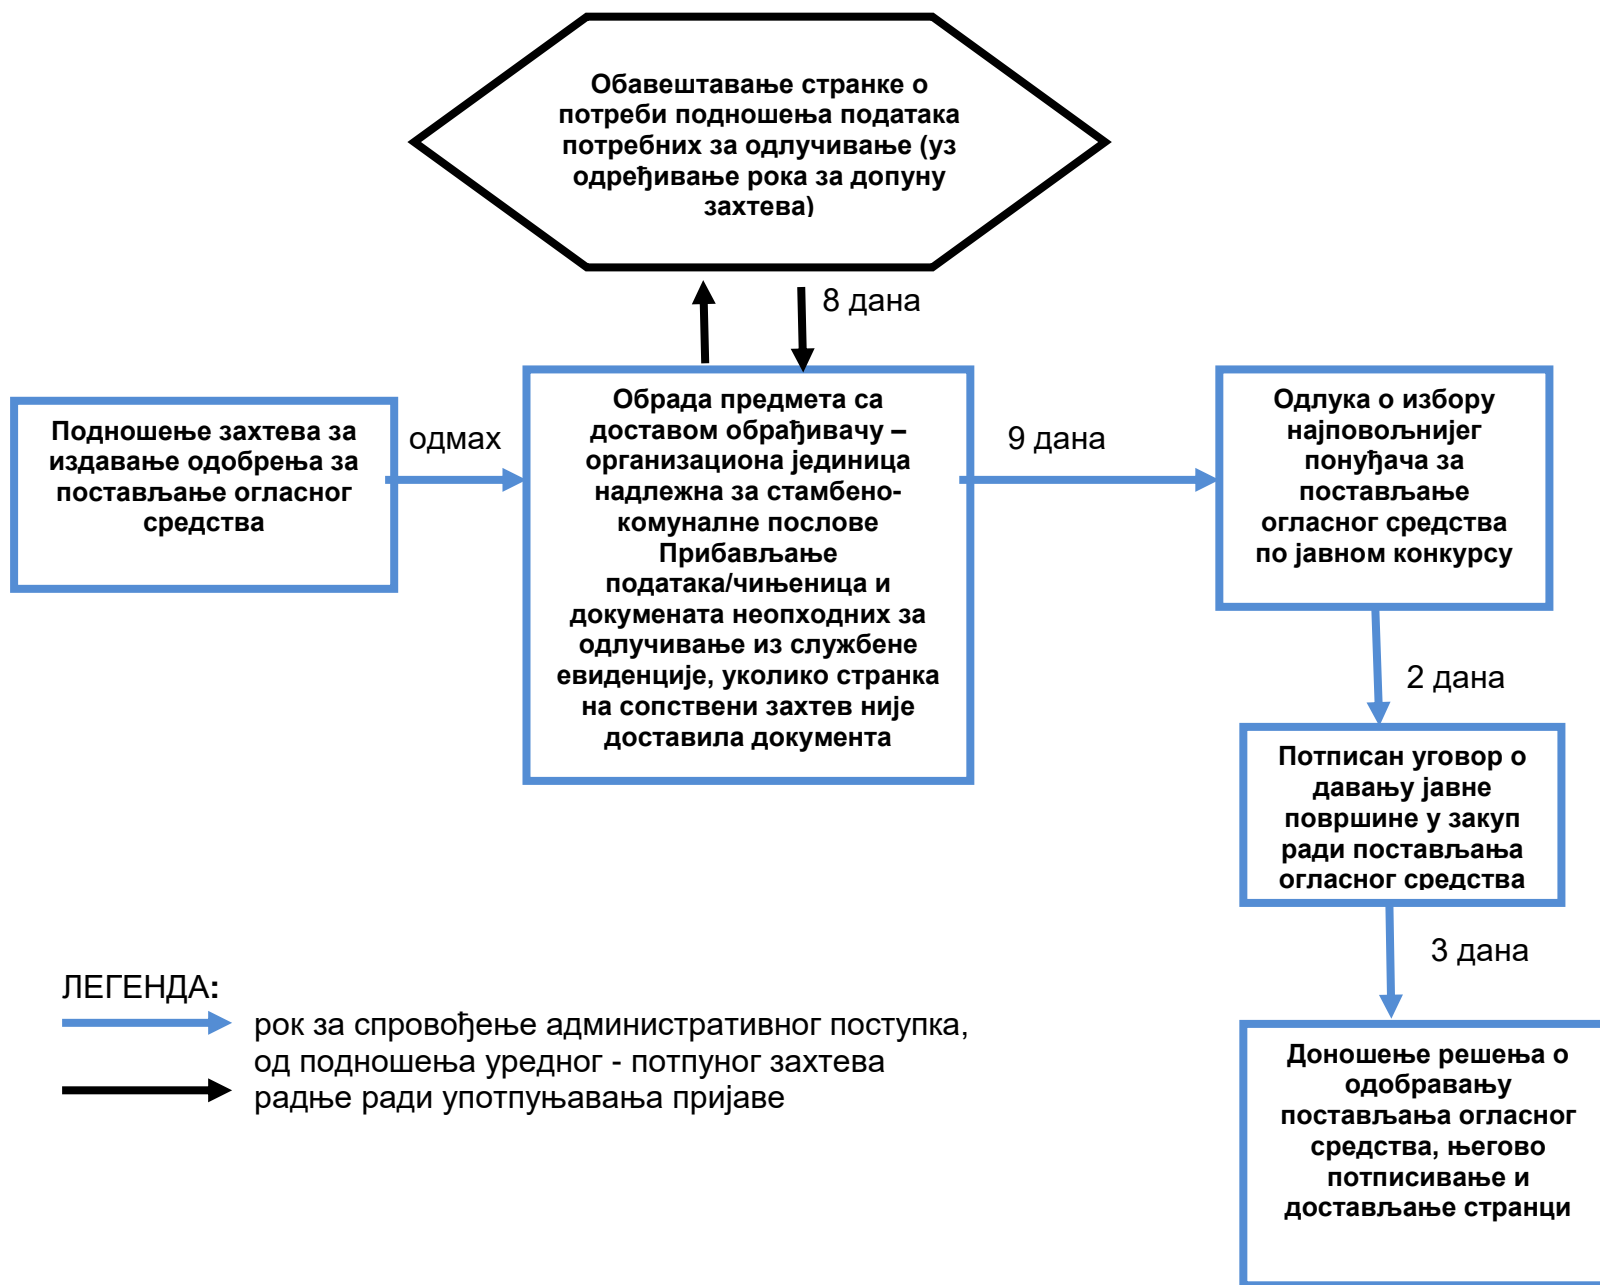 Обавештавање странке о
потреби подношења података
потребних за одлучивање (уз
одређивање рока за допуну
захтева)
8 дана
Подношење захтева за
издавање одобрења за
постављање огласног
средства
одмах
Обрада предмета са
доставом обрађивачу –
организациона јединица
надлежна за стамбено-
комуналне послове
Прибављање
података/чињеница и
докумената неопходних за
одлучивање из службене
евиденције, уколико странка
на сопствени захтев није
доставила документа
9 дана
Одлука о избору
најповољнијег
понуђача за
постављање
огласног средства
по јавном конкурсу
2 дана
Потписан уговор о
давању јавне
површине у закуп
ради постављања
огласног средства
3 дана
Доношење решења о
одобравању
постављања огласног
средства, његово
потписивање и
достављање странци
ЛЕГЕНДА:
рок за спровођење административног поступка,
од подношења уредног - потпуног захтева
радње ради употпуњавања пријаве